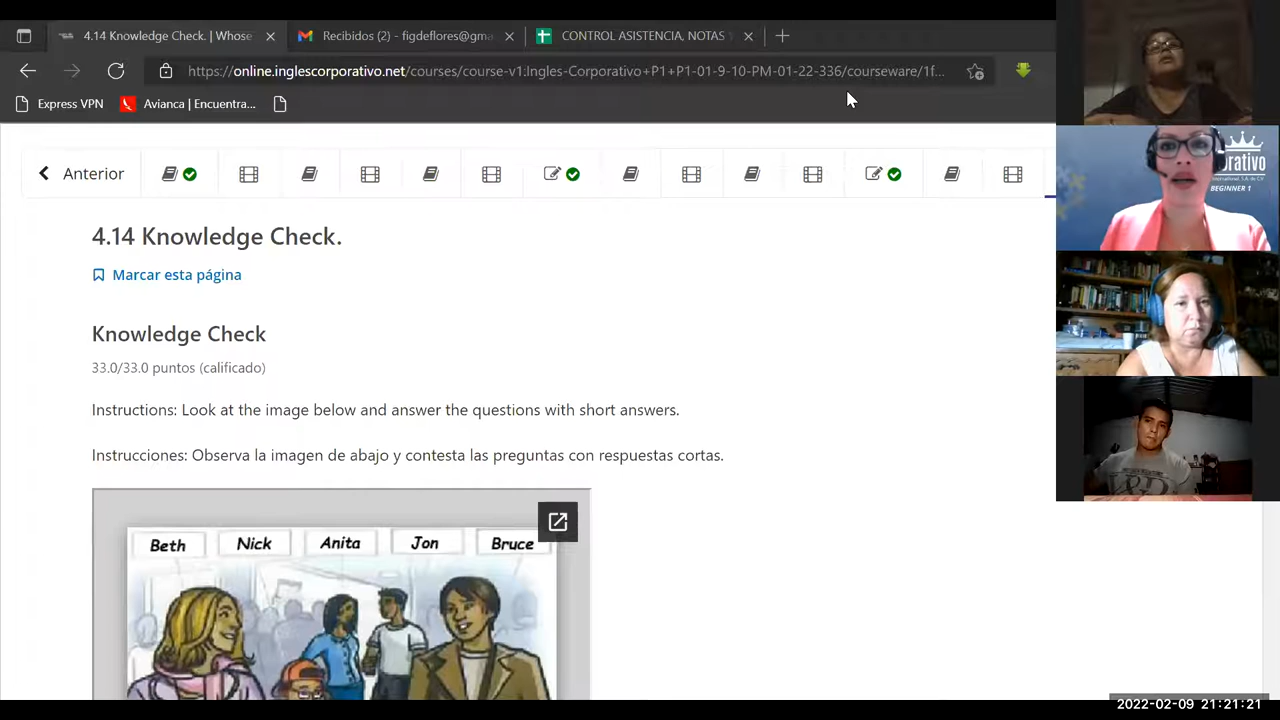 4.14 Knowledge Check. | Whose
Recibidos (2) - figdeflores@gma
CONTROL ASISTENCIA, NOTAS
https://online.inglescorporativo.net/courses/course-v1:Ingles-Corporativo+P1+P1-01-9-10-PM-01-22-336/courseware/1f...
Express VPN
Avianca | Encuentra...
Anterior
4.14 Knowledge Check.
Marcar esta página
Knowledge Check
33.0/33.0 puntos (calificado)
Instructions: Look at the image below and answer the questions with short answers.
Instrucciones: Observa la imagen de abajo y contesta las preguntas con respuestas cortas.
Beth Nick Anita Jon Bruce
orativo
International, S.A. de C.V.
BEGINNER 1
2022-02-09 21:21:21